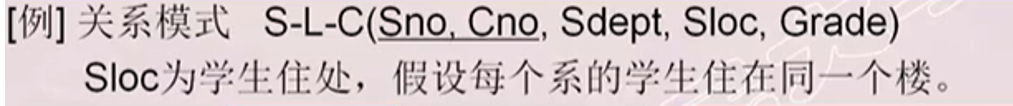 [例] 关系模式 S-L-C(Sno, Cno, Sdept, Sloc, Grade)
Sloc为学生住处，假设每个系的学生住在同一个楼。